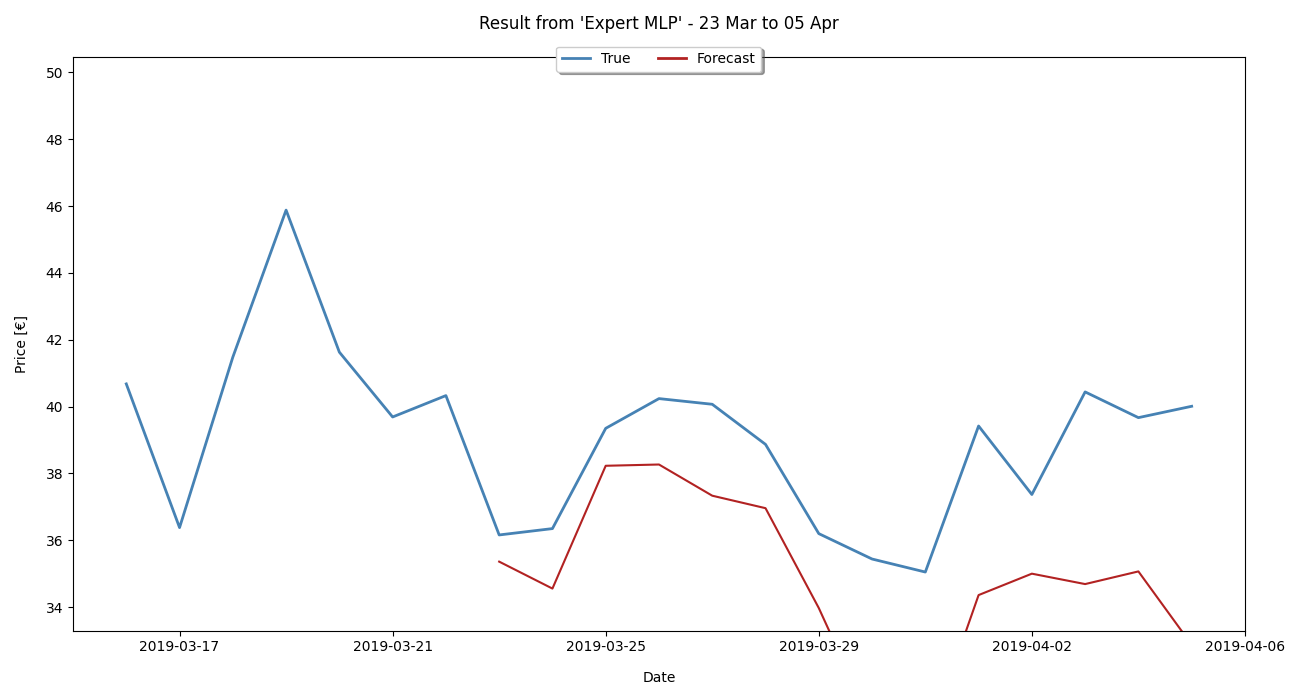 Result from 'Expert MLP' - 23 Mar to 05 Apr
True Forecast
50
48
46
44
42
40
38
36
34
Price [€]
2019-03-17 2019-03-21 2019-03-25 2019-03-29 2019-04-02 2019-04-06
Date